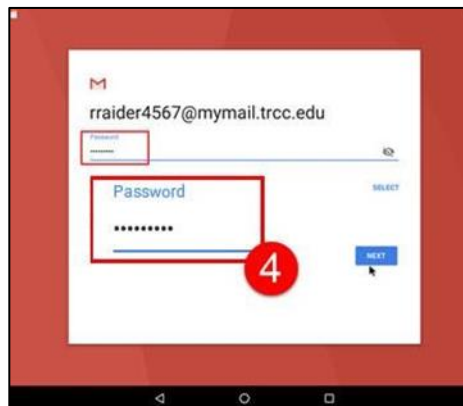 rraider4567@mymail.trcc.edu
Password
••••••••
Password
•••••••••
SELECT
4
NEXT